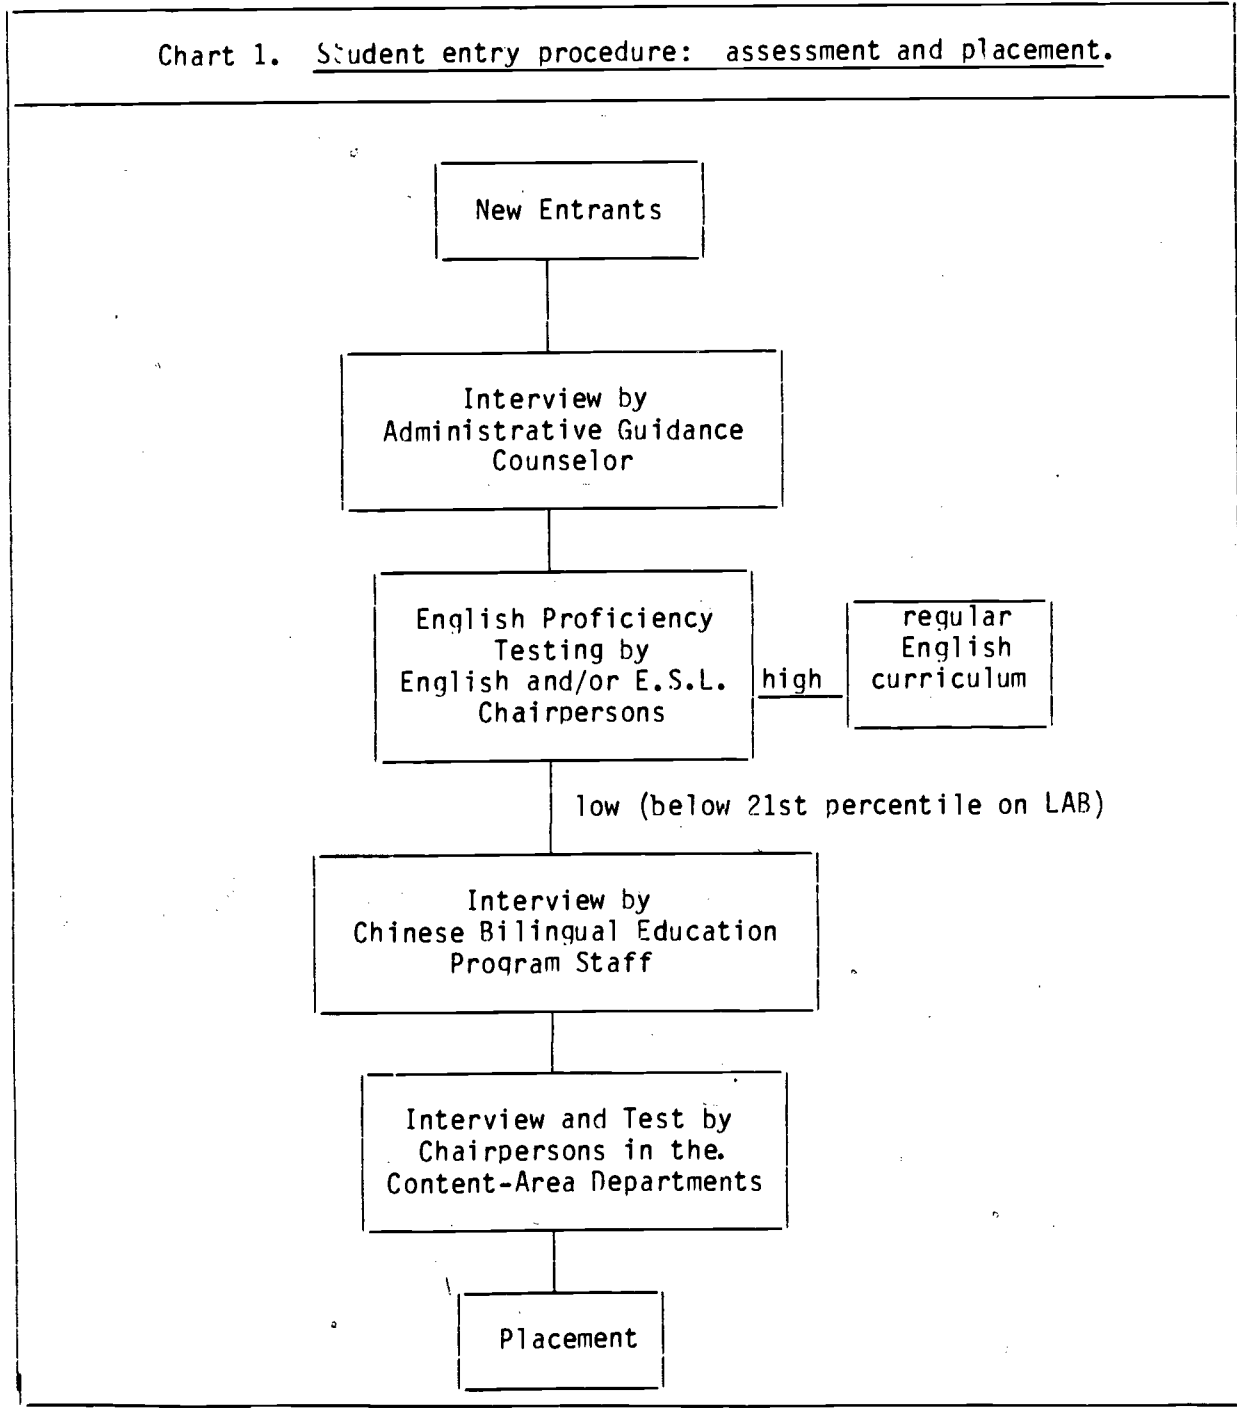 Chart 1. Student entry procedure: assessment and placement.
New Entrants
Interview by
Administrative Guidance
Counselor
English Proficiency
Testing by
English and/or E.S.L.
Chairpersons
high
regular
English
curriculum
low (below 21st percentile on LAB)
Interview by
Chinese Bilingual Education
Program Staff
Interview and Test by
Chairpersons in the.
Content-Area Departments
Placement